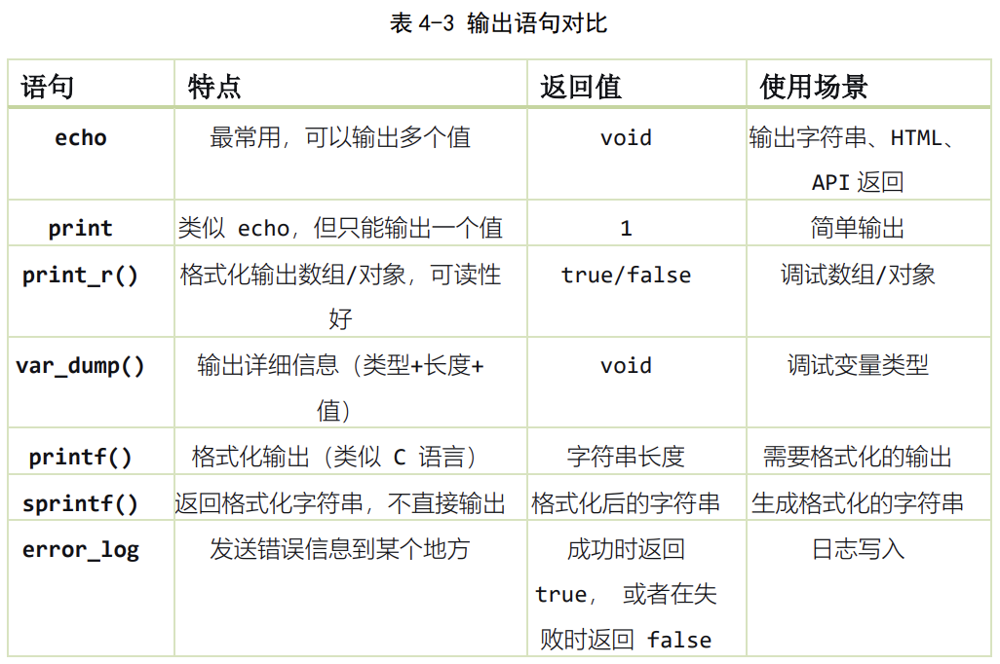 表 4-3 输出语句对比
语句 特点 返回值 使用场景
echo 最常用，可以输出多个值 void 输出字符串、HTML、
API 返回
print 类似 echo，但只能输出一个值 1 简单输出
print_r() 格式化输出数组/对象，可读性 true/false 调试数组/对象
好
var_dump() 输出详细信息（类型+长度+ void 调试变量类型
值）
printf() 格式化输出（类似 C 语言） 字符串长度 需要格式化的输出
sprintf() 返回格式化字符串，不直接输出 格式化后的字符串 生成格式化的字符串
error_log 发送错误信息到某个地方 成功时返回 日志写入
true， 或者在失
败时返回 false